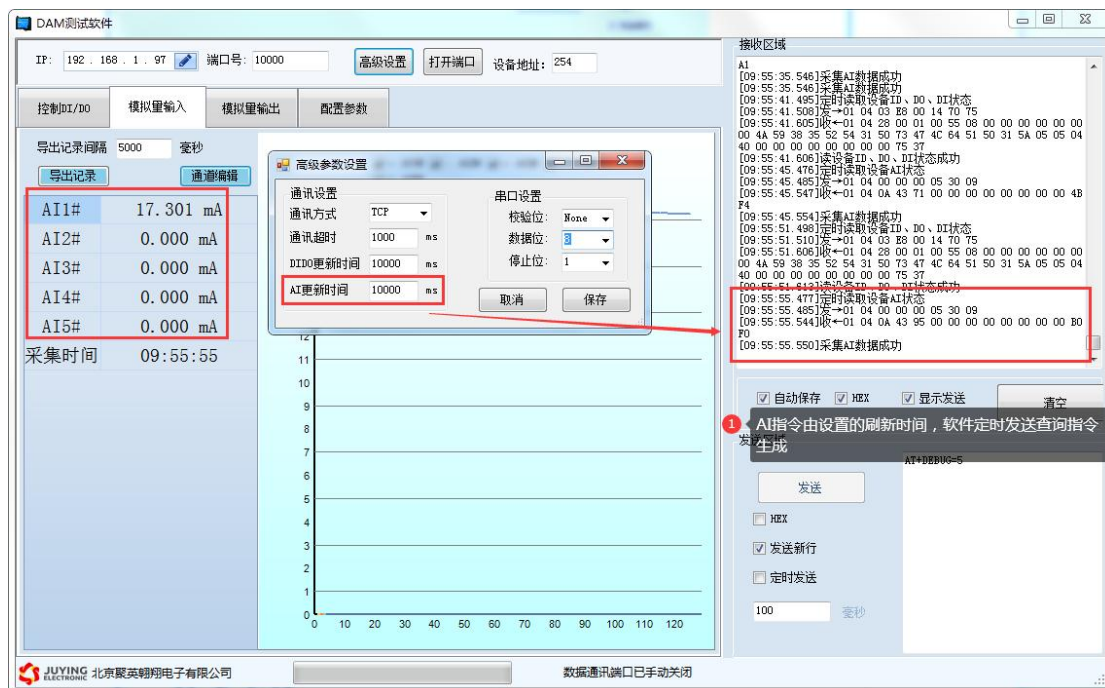 DAM测试软件
IP: 192 . 168 . 1 . 97 端口号: 10000 高级设置 打开端口 设备地址: 254
控制DI/DO 模拟量输入 模拟量输出 配置参数
导出记录间隔 5000 毫秒
导出记录 通道编辑
AI1# 17.301 mA
AI2# 0.000 mA
AI3# 0.000 mA
AI4# 0.000 mA
AI5# 0.000 mA
采集时间 09:55:55
高级参数设置
通讯设置
通讯方式 TCP
通讯超时 1000 ms
DIDO更新时间 10000 ms
AI更新时间 10000 ms
串口设置
校验位: None
数据位: 8
停止位: 1
取消 保存
12
11
10
9
8
7
6
5
4
3
2
1
0
0 10 20 30 40 50 60 70 80 90 100 110 120
接收区域
A1
[09:55:35.546]采集AI数据成功
[09:55:35.546]采集AI数据成功
[09:55:41.495]定时读取设备ID、DO、DI状态
[09:55:41.508]发→01 04 03 E8 00 14 70 75
[09:55:41.605]收←01 04 28 00 01 00 55 08 00 00 00 00 00 00
00 4A 59 38 35 52 54 31 50 73 47 4C 64 51 50 31 5A 05 05 04
40 00 00 00 00 00 00 00 75 37
[09:55:41.606]读设备ID、DO、DI状态成功
[09:55:45.476]定时读取设备AI状态
[09:55:45.485]发→01 04 00 00 00 05 30 09
[09:55:45.547]收←01 04 0A 43 71 00 00 00 00 00 00 00 00 4B
F4
[09:55:45.554]采集AI数据成功
[09:55:51.498]定时读取设备ID、DO、DI状态
[09:55:51.510]发→01 04 03 E8 00 14 70 75
[09:55:51.606]收←01 04 28 00 01 00 55 08 00 00 00 00 00 00
00 4A 59 38 35 52 54 31 50 73 47 4C 64 51 50 31 5A 05 05 04
40 00 00 00 00 00 00 00 75 37
[09:55:51.613]读设备ID、DO、DI状态成功
[09:55:55.477]定时读取设备AI状态
[09:55:55.485]发→01 04 00 00 00 05 30 09
[09:55:55.544]收←01 04 0A 43 95 00 00 00 00 00 00 00 00 B0
F0
[09:55:55.550]采集AI数据成功
自动保存 HEX 显示发送 清空
1 AI指令由设置的刷新时间，软件定时发送查询指令
生成
AT+DEBUG=5
发送
HEX
发送新行
定时发送
100 毫秒
JUYING ELECTRONIC 北京聚英翱翔电子有限公司 数据通讯端口已手动关闭